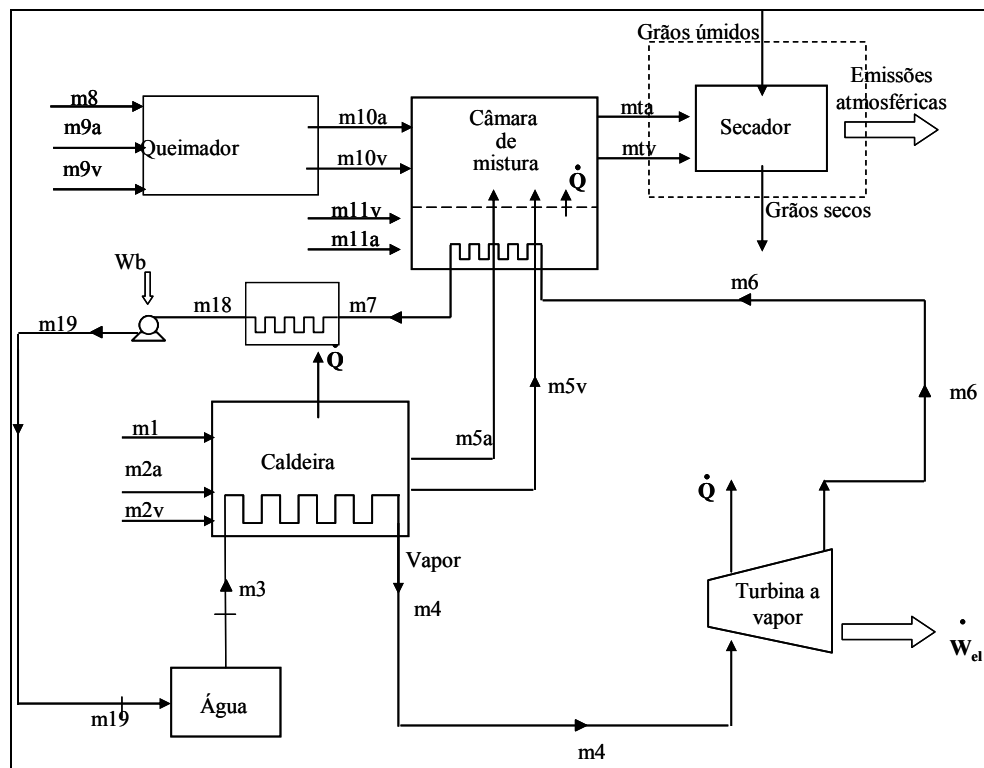 Grãos úmidos
Emissões
atmosféricas
m8
m9a
m9v
Queimador
m10a
m10v
Câmara
de
mistura
Q̇
mta
mtv
Secador
Grãos secos
m11v
m11a
Wb
m19
m18
m7
m6
Q̇
m5v
m6
m1
m2a
m2v
Caldeira
m5a
Q̇
Vapor
m3
m4
Turbina a
vapor
Ẇel
Água
m19
m4